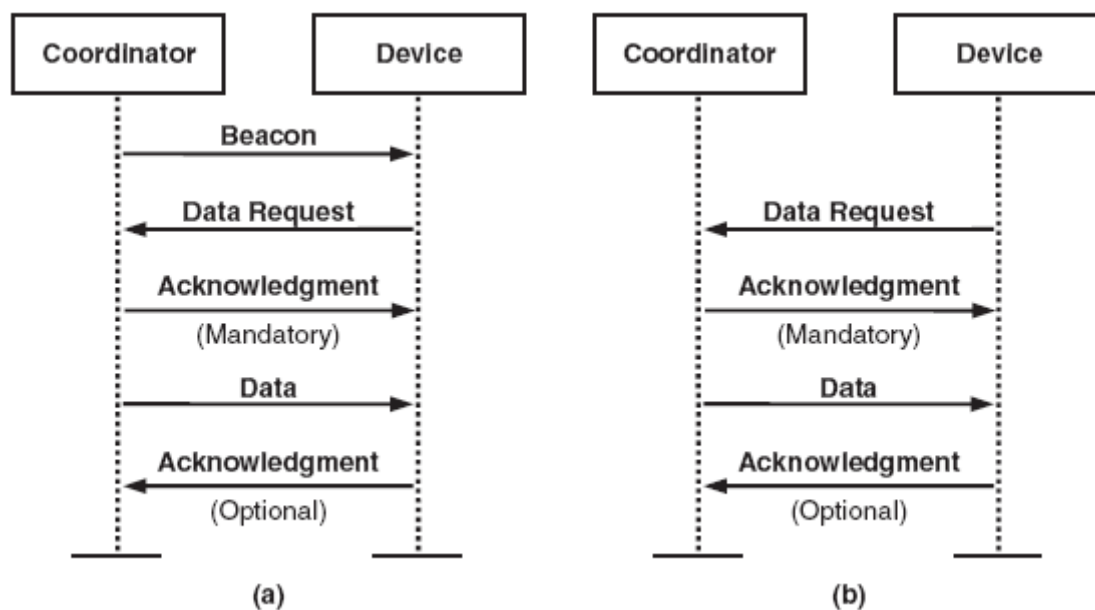 Coordinator
Device
Beacon
Data Request
Acknowledgment
(Mandatory)
Data
Acknowledgment
(Optional)
(a)
Coordinator
Device
Data Request
Acknowledgment
(Mandatory)
Data
Acknowledgment
(Optional)
(b)